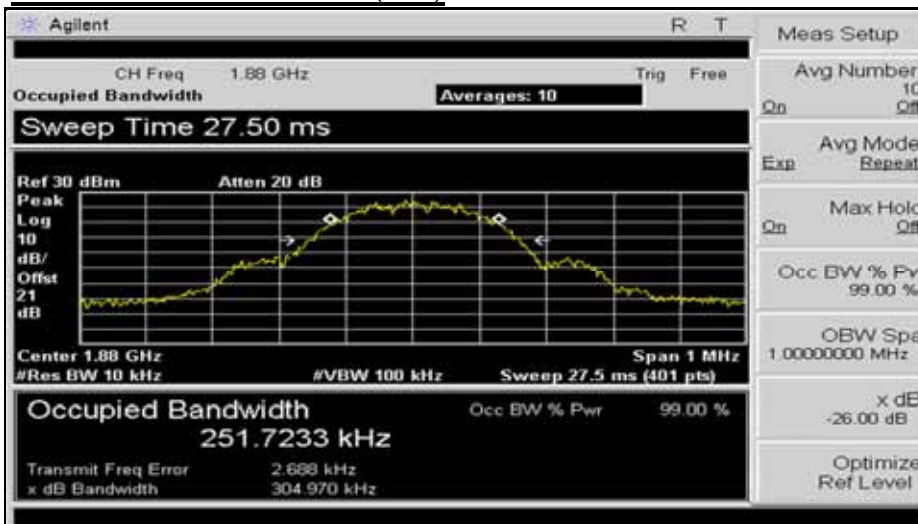 Agilent R T
CH Freq 1.88 GHz Trig Free
Occupied Bandwidth Averages: 10
Sweep Time 27.50 ms
Ref 30 dBm Atten 20 dB
Peak
Log
10
dB/
Offst
21
dB
Center 1.88 GHz Span 1 MHz
#Res BW 10 kHz #VBW 100 kHz Sweep 27.5 ms (401 pts)
Occupied Bandwidth Occ BW % Pwr 99.00 %
251.7233 kHz
Transmit Freq Error 2.688 kHz
x dB Bandwidth 304.970 kHz
Meas Setup
Avg Number
10
On Off
Avg Mode
Exp Repeat
Max Hold
On Off
Occ BW % Pw
99.00 %
OBW Spa
1.00000000 MHz
x dB
-26.00 dB
Optimize
Ref Level